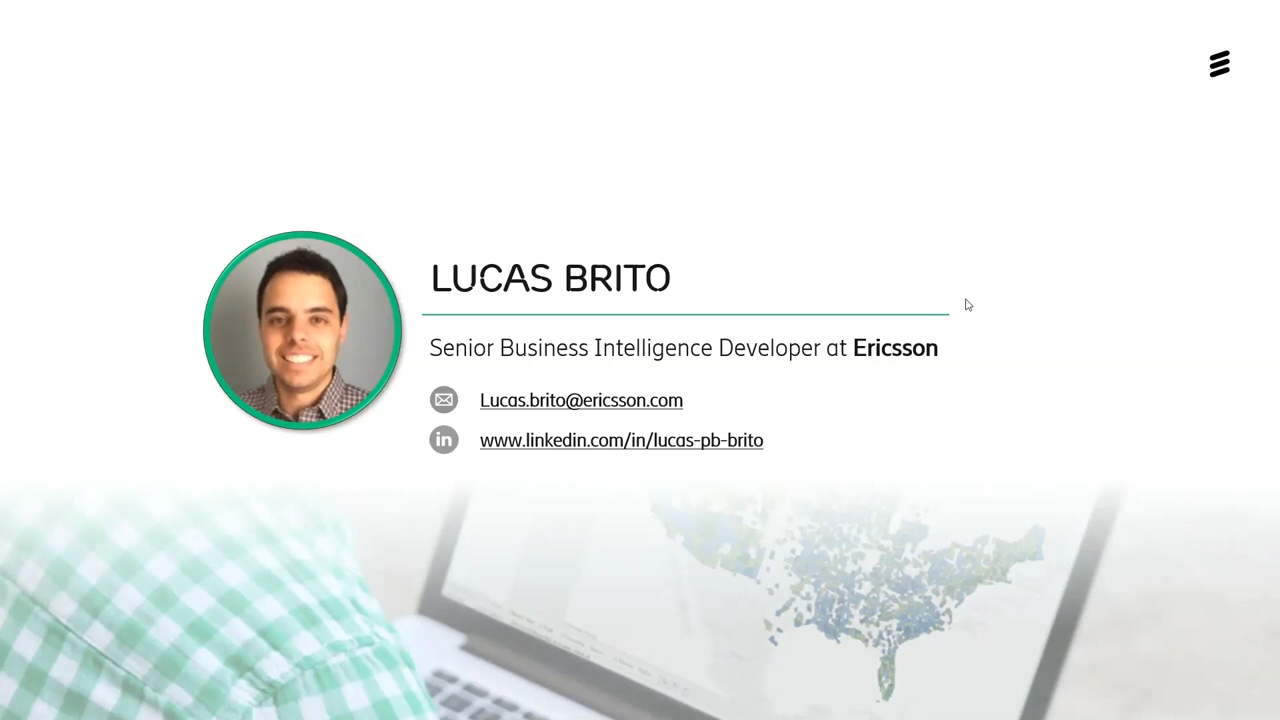 LUCAS BRITO
Senior Business Intelligence Developer at Ericsson
Lucas.brito@ericsson.com
in
www.linkedin.com/in/lucas-pb-brito